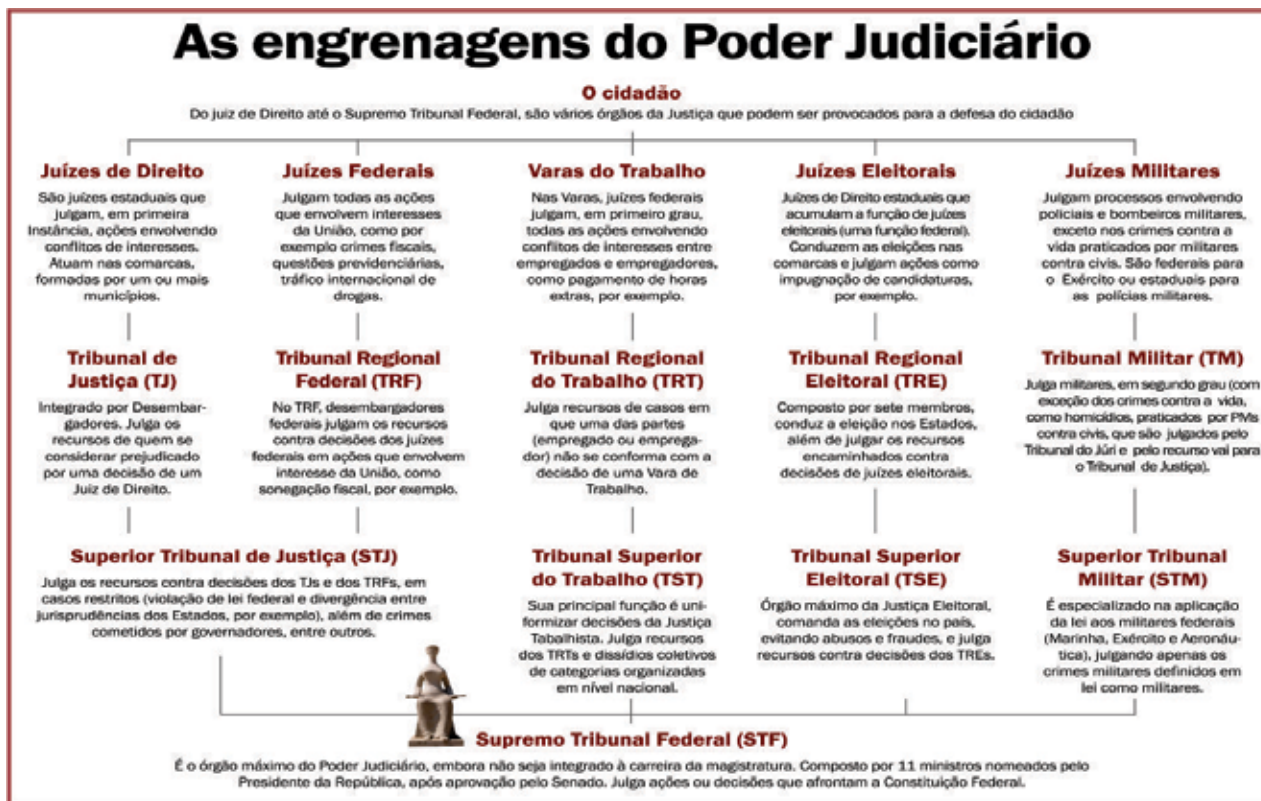 As engrenagens do Poder Judiciário
O cidadão
Do juiz de Direito até o Supremo Tribunal Federal, são vários órgãos da Justiça que podem ser provocados para a defesa do cidadão
Juízes de Direito
São juízes estaduais que
julgam, em primeira
Instância, ações envolvendo
conflitos de interesses.
Atuam nas comarcas,
formadas por um ou mais
municípios.
Juízes Federais
Julgam todas as ações
que envolvem interesses
da União, como por
exemplo crimes fiscais,
questões previdenciárias,
tráfico internacional de
drogas.
Varas do Trabalho
Nas Varas, juízes federais
julgam, em primeiro grau,
todas as ações envolvendo
conflitos de interesses entre
empregados e empregadores,
como pagamento de horas
extras, por exemplo.
Juízes Eleitorais
Juízes de Direito estaduais que
acumulam a função de juízes
eleitorais (uma função federal).
Conduzem as eleições nas
comarcas e julgam ações como
impugnação de candidaturas,
por exemplo.
Juízes Militares
Julgam processos envolvendo
policiais e bombeiros militares,
exceto nos crimes contra a
vida praticados por militares
contra civis. São federais para
o Exército ou estaduais para
as polícias militares.
Tribunal de
Justiça (TJ)
Integrado por Desembar-
gadores. Julga os
recursos de quem se
considerar prejudicado
por uma decisão de um
Juiz de Direito.
Tribunal Regional
Federal (TRF)
No TRF, desembargadores
federais julgam os recursos
contra decisões dos juízes
federais em ações que envolvem
interesse da União, como
sonegação fiscal, por exemplo.
Tribunal Regional
do Trabalho (TRT)
Julga recursos de casos em
que uma das partes
(empregado ou emprega-
dor) não se conforma com a
decisão de uma Vara de
Trabalho.
Tribunal Regional
Eleitoral (TRE)
Composto por sete membros,
conduz a eleição nos Estados,
além de julgar os recursos
encaminhados contra
decisões de juízes eleitorais.
Tribunal Militar (TM)
Julga militares, em segundo grau (com
exceção dos crimes contra a vida,
como homicídios, praticados por PMs
contra civis, que são julgados pelo
Tribunal do Júri e pelo recurso vai para
o Tribunal de Justiça).
Superior Tribunal de Justiça (STJ)
Julga os recursos contra decisões dos TJs e dos TRFs, em
casos restritos (violação de lei federal e divergência entre
jurisprudências dos Estados, por exemplo), além de crimes
cometidos por governadores, entre outros.
Tribunal Superior
do Trabalho (TST)
Sua principal função é uni-
formizar decisões da Justiça
Tabalhista. Julga recursos
dos TRTs e dissídios coletivos
de categorias organizadas
em nível nacional.
Tribunal Superior
Eleitoral (TSE)
Órgão máximo da Justiça Eleitoral,
comanda as eleições no país,
evitando abusos e fraudes, e julga
recursos contra decisões dos TREs.
Superior Tribunal
Militar (STM)
É especializado na aplicação
da lei aos militares federais
(Marinha, Exército e Aeronáu-
tica), julgando apenas os
crimes militares definidos em
lei como militares.
Supremo Tribunal Federal (STF)
É o órgão máximo do Poder Judiciário, embora não seja integrado à carreira da magistratura. Composto por 11 ministros nomeados pelo
Presidente da República, após aprovação pelo Senado. Julga ações ou decisões que afrontam a Constituição Federal.